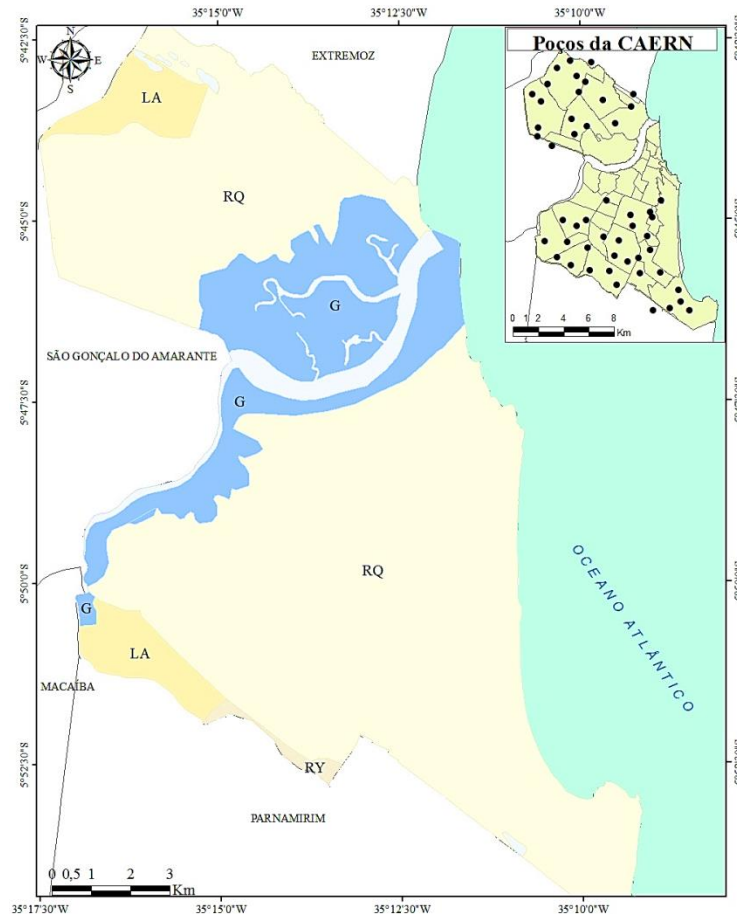 35°15'0"W 35°12'30"W 35°10'0"W
5°42'30"S
N
W E
S
EXTREMOZ
Poços da CAERN
LA
RQ
5°45'0"S
G
0 1 2 4 6 8
Km
SÃO GONÇALO DO AMARANTE
5°47'30"S
G
RQ
OCEANO ATLÂNTICO
5°50'0"S
G
LA
MACAÍBA
5°52'30"S
RY
PARNAMIRIM
0 0,5 1 2 3
Km
35°17'30"W 35°15'0"W 35°12'30"W 35°10'0"W